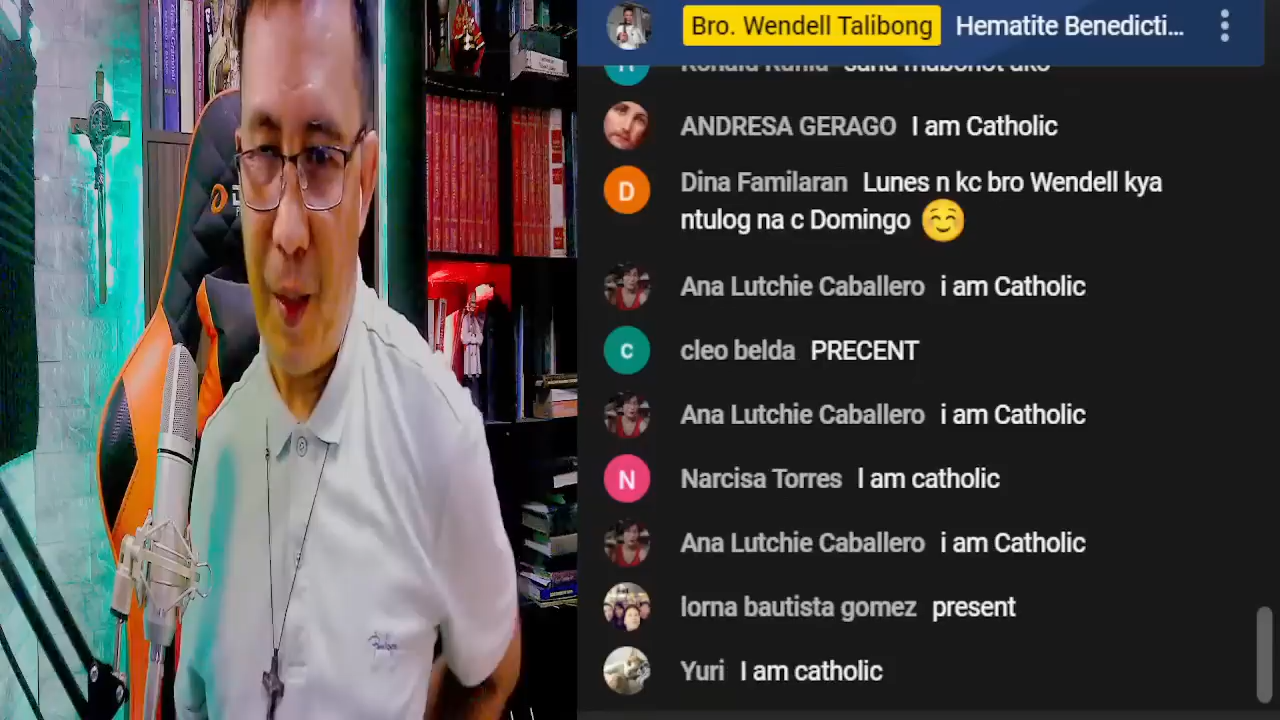 Bro. Wendell Talibong Hematite Benedicti...
ANDRESA GERAGO I am Catholic
Dina Familaran Lunes n kc bro Wendell kya
ntulog na c Domingo
Ana Lutchie Caballero i am Catholic
cleo belda PRECENT
Ana Lutchie Caballero i am Catholic
Narcisa Torres I am catholic
Ana Lutchie Caballero i am Catholic
lorna bautista gomez present
Yuri I am catholic